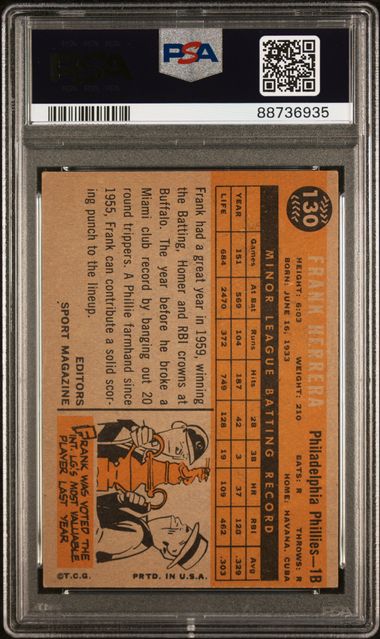 PSA
PSA
88736935
130
FRANK HERRERA
Philadelphia Phillies—1B
HEIGHT: 6:03 WEIGHT: 210 BATS: R THROWS: R
BORN: JUNE 16, 1933 HOME: HAVANA, CUBA
MINOR LEAGUE BATTING RECORD
Games At Bat Runs Hits 2B 3B HR RBI Avg
YEAR 151 569 104 187 42 3 37 128 .329
LIFE 684 2470 372 749 128 19 109 462 .303
Frank had a great year in 1959, winning
the Batting, Homer and RBI crowns at
Buffalo. The year before he broke a
Miami club record by banging out 20
round trippers. A Phillie farmhand since
1955, Frank can contribute a solid scor-
ing punch to the lineup.
EDITORS
SPORT MAGAZINE
FRANK WAS VOTED THE
INT. LG'S MOST VALUABLE
PLAYER LAST YEAR
©T.C.G. PRTD. IN U.S.A.